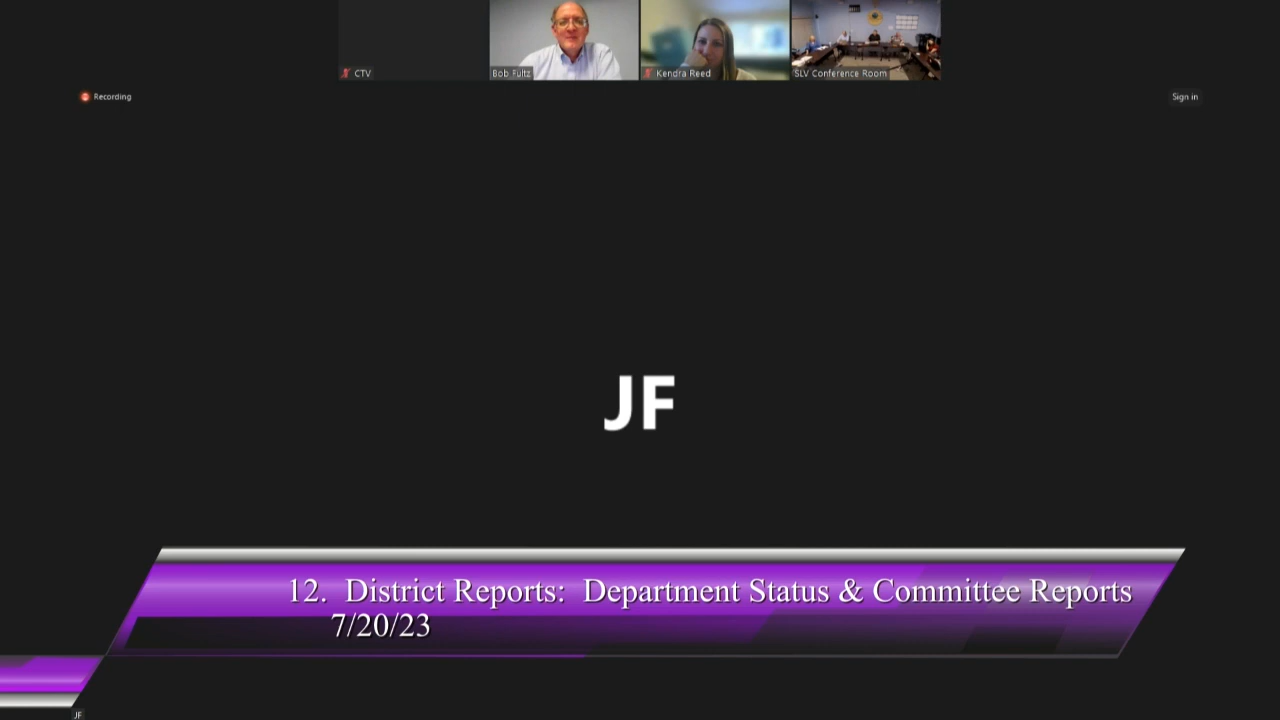 CTV
Bob Fultz
Kendra Reed
SLV Conference Room
Recording
Sign in
JF
12. District Reports: Department Status & Committee Reports
7/20/23
JF